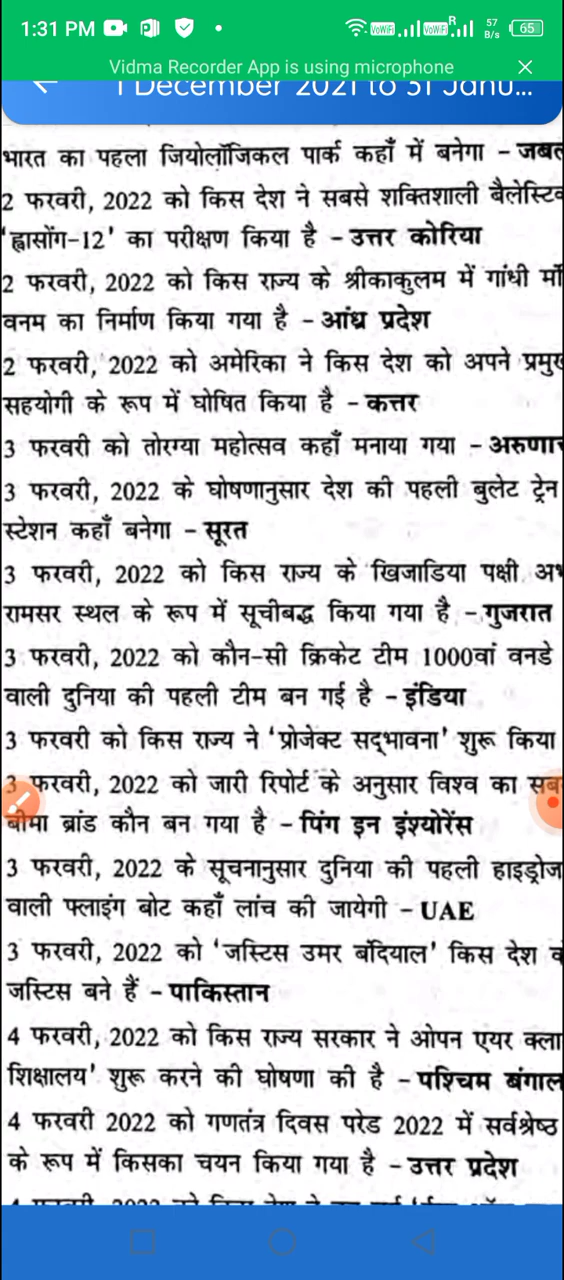 1:31 PM
VoWiFi VoWiFi R 57 B/s 65
Vidma Recorder App is using microphone
1 December 2021 to 31 Janu...
भारत का पहला जियोलॉजिकल पार्क कहाँ में बनेगा – जबल
2 फरवरी, 2022 को किस देश ने सबसे शक्तिशाली बैलेस्टिक
'ह्वासोंग-12' का परीक्षण किया है – उत्तर कोरिया
2 फरवरी, 2022 को किस राज्य के श्रीकाकुलम में गांधी
वनम का निर्माण किया गया है – आंध्र प्रदेश
2 फरवरी, 2022 को अमेरिका ने किस देश को अपने प्रमुख
सहयोगी के रूप में घोषित किया है – कत्तर
3 फरवरी को तोरग्या महोत्सव कहाँ मनाया गया – अरुणाच
3 फरवरी, 2022 के घोषणानुसार देश की पहली बुलेट ट्रेन
स्टेशन कहाँ बनेगा – सूरत
3 फरवरी, 2022 को किस राज्य के खिजाडिया पक्षी अभ
रामसर स्थल के रूप में सूचीबद्ध किया गया है – गुजरात
3 फरवरी, 2022 को कौन-सी क्रिकेट टीम 1000वां वनडे
वाली दुनिया की पहली टीम बन गई है – इंडिया
3 फरवरी को किस राज्य ने 'प्रोजेक्ट सद्भावना' शुरू किया
3 फरवरी, 2022 को जारी रिपोर्ट के अनुसार विश्व का सब
बीमा ब्रांड कौन बन गया है – पिंग इन इंश्योरेंस
3 फरवरी, 2022 के सूचनानुसार दुनिया की पहली हाइड्रोज
वाली फ्लाइंग बोट कहाँ लांच की जायेगी – UAE
3 फरवरी, 2022 को 'जस्टिस उमर बंदियाल' किस देश
जस्टिस बने हैं – पाकिस्तान
4 फरवरी, 2022 को किस राज्य सरकार ने ओपन एयर क्ला
शिक्षालय' शुरू करने की घोषणा की है – पश्चिम बंगाल
4 फरवरी 2022 को गणतंत्र दिवस परेड 2022 में सर्वश्रेष्ठ
के रूप में किसका चयन किया गया है – उत्तर प्रदेश